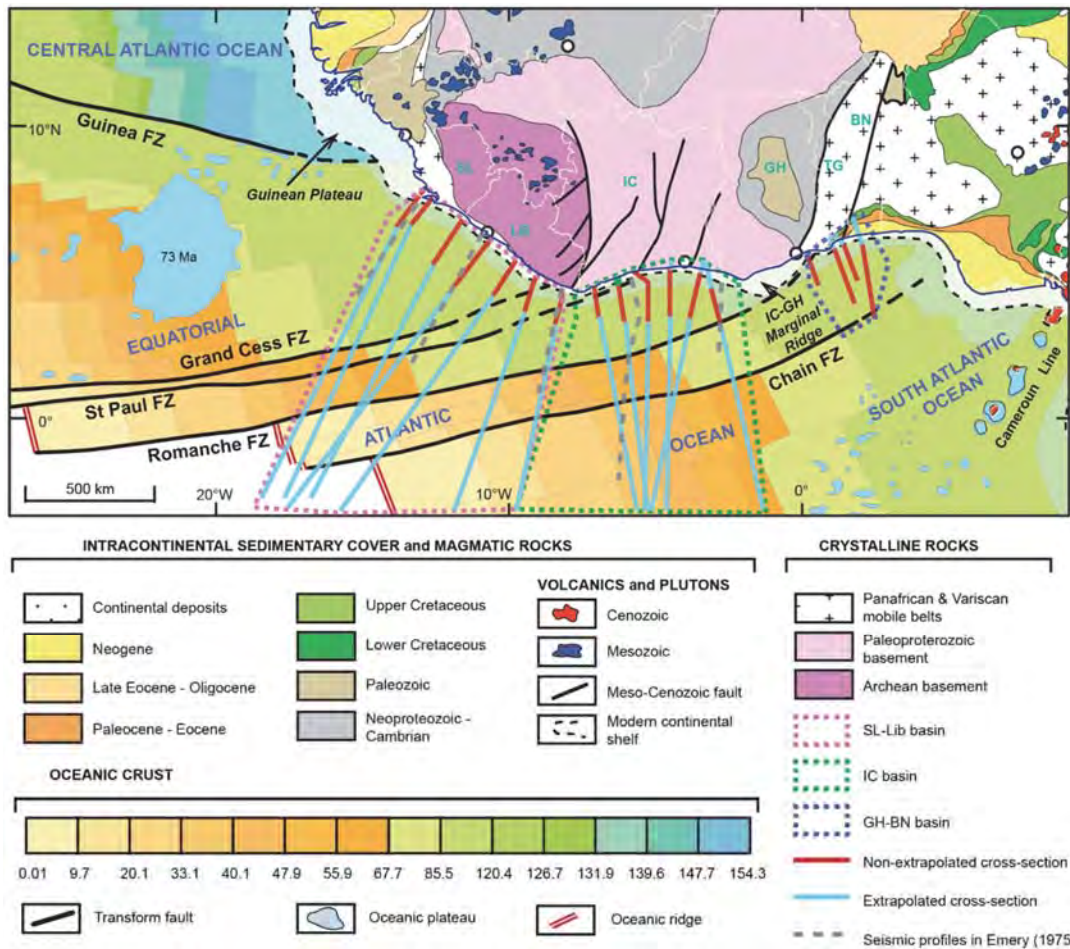 CENTRAL ATLANTIC OCEAN
Guinea FZ
10°N
Guinean Plateau
73 Ma
SL
LB
IC
GH
TG
BN
EQUATORIAL
Grand Cess FZ
St Paul FZ
0°
Romanche FZ
ATLANTIC
OCEAN
IC-GH
Marginal
Ridge
Chain FZ
SOUTH ATLANTIC
OCEAN
Cameroun Line
500 km
20°W
10°W
0°
INTRACONTINENTAL SEDIMENTARY COVER and MAGMATIC ROCKS
Continental deposits
Neogene
Late Eocene - Oligocene
Paleocene - Eocene
Upper Cretaceous
Lower Cretaceous
Paleozoic
Neoproteozoic -
Cambrian
VOLCANICS and PLUTONS
Cenozoic
Mesozoic
Meso-Cenozoic fault
Modern continental
shelf
CRYSTALLINE ROCKS
Panafrican & Variscan
mobile belts
Paleoproterozoic
basement
Archean basement
SL-Lib basin
IC basin
GH-BN basin
Non-extrapolated cross-section
Extrapolated cross-section
Seismic profiles in Emery (1975
OCEANIC CRUST
0.01 9.7 20.1 33.1 40.1 47.9 55.9 67.7 85.5 120.4 126.7 131.9 139.6 147.7 154.3
Transform fault
Oceanic plateau
Oceanic ridge